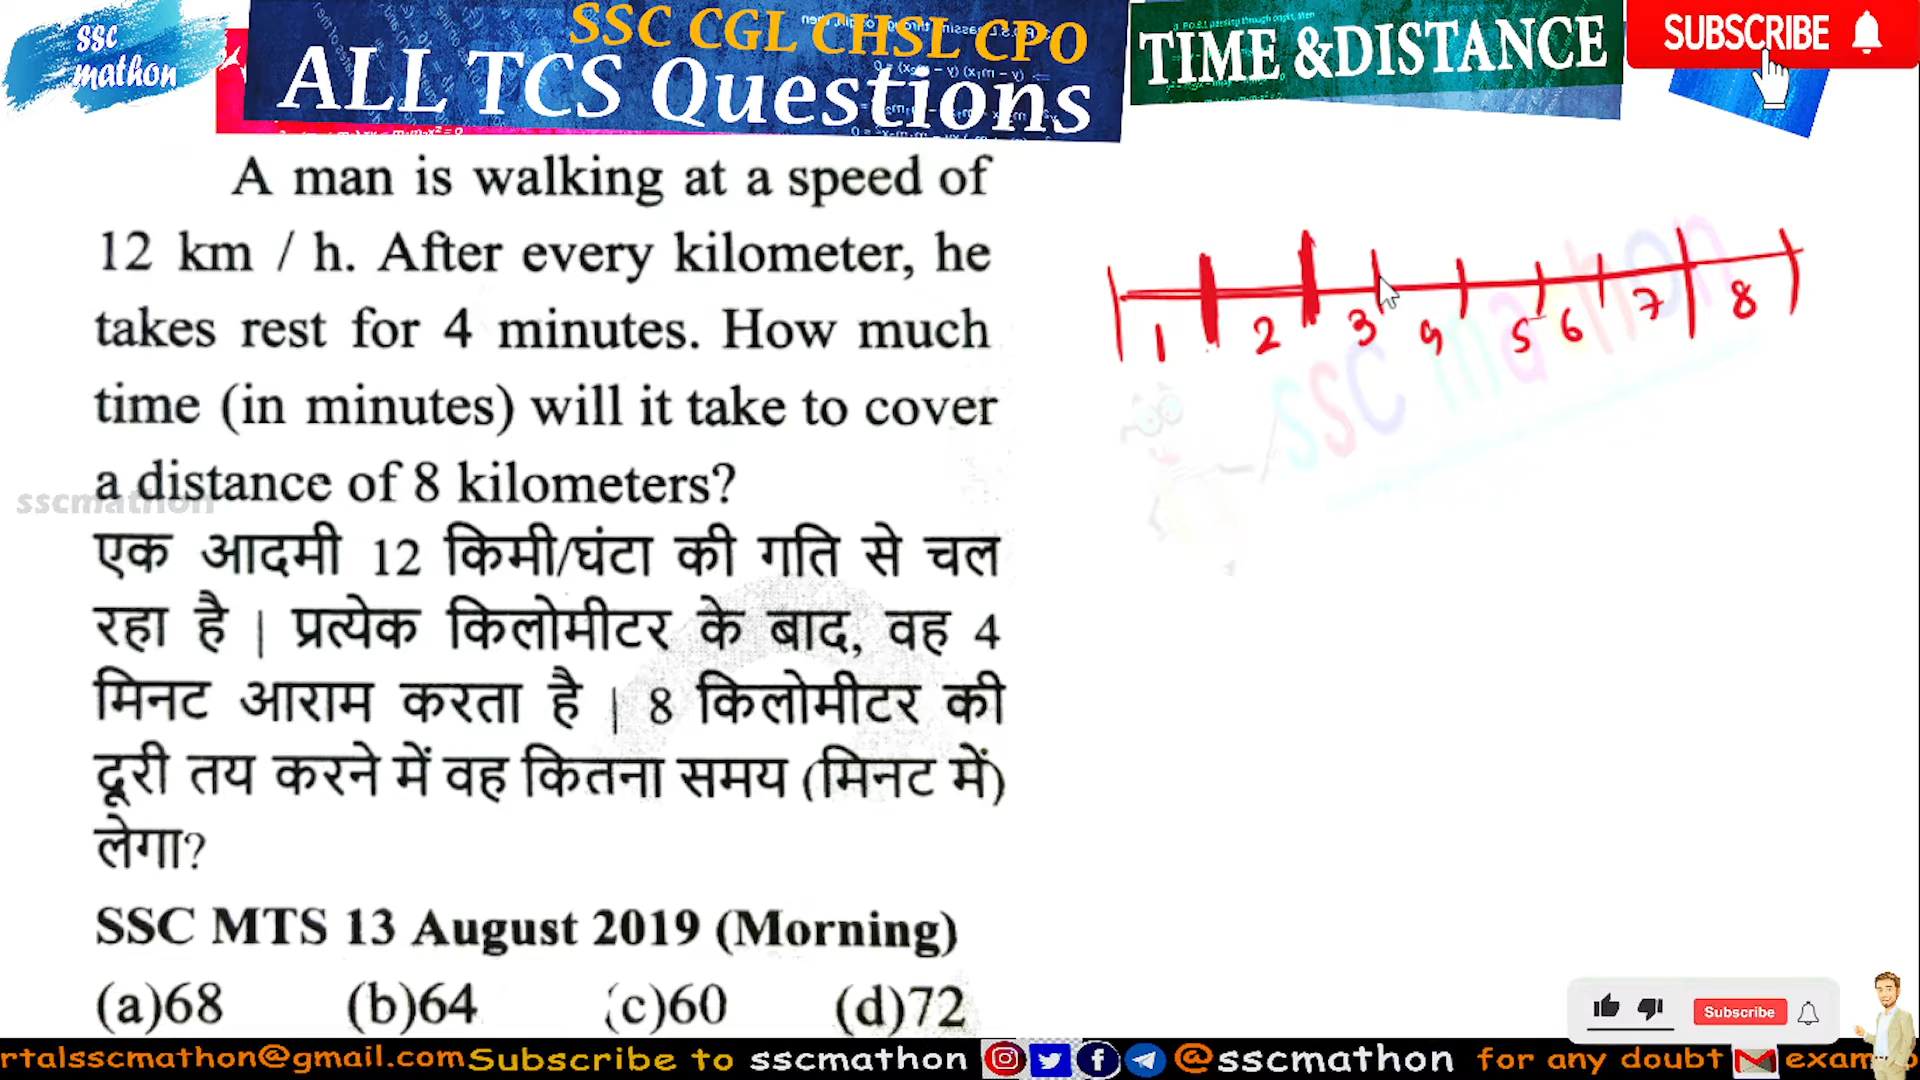 ssc
mathon
SSC CGL CHSL CPO
ALL TCS Questions
TIME &DISTANCE
SUBSCRIBE
A man is walking at a speed of
12 km / h. After every kilometer, he
takes rest for 4 minutes. How much
time (in minutes) will it take to cover
a distance of 8 kilometers?
sscmathon
एक आदमी 12 किमी/घंटा की गति से चल
रहा है | प्रत्येक किलोमीटर के बाद, वह 4
मिनट आराम करता है | 8 किलोमीटर की
दूरी तय करने में वह कितना समय (मिनट में)
लेगा?
SSC MTS 13 August 2019 (Morning)
(a)68 (b)64 (c)60 (d)72
1 2 3 4 5 6 7 8
ssc mathon
Subscribe
rtalsscmathon@gmail.com Subscribe to sscmathon @sscmathon for any doubt exam